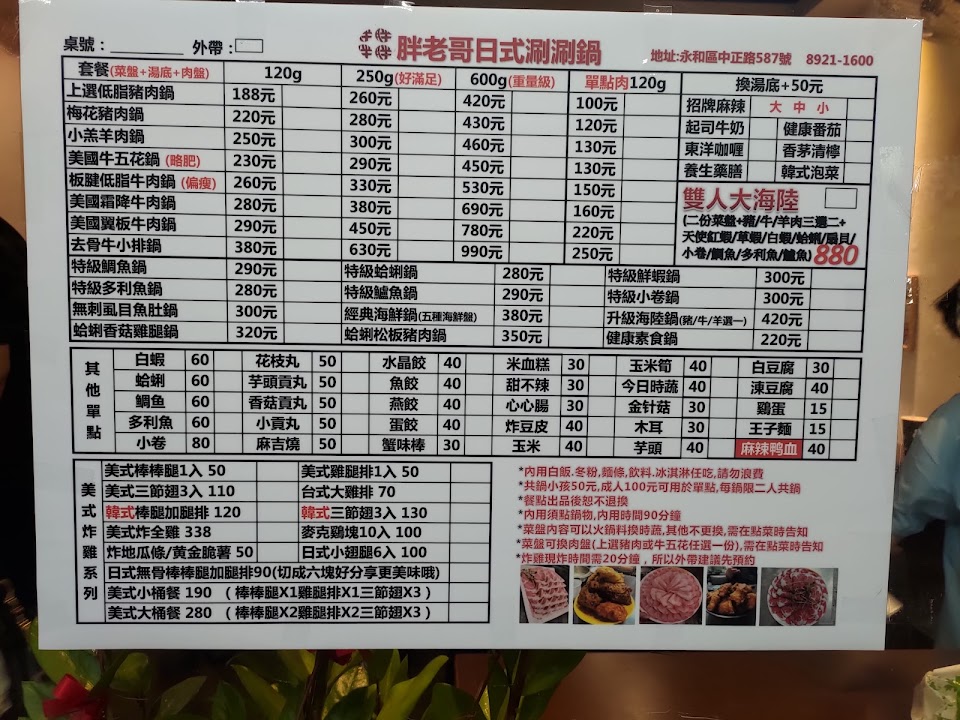 桌號：________ 外帶：
胖老哥日式涮涮鍋
地址:永和區中正路587號 8921-1600
套餐(菜盤+湯底+肉盤) 120g 250g(好滿足) 600g(重量級) 單點肉120g
上選低脂豬肉鍋 188元 260元 420元 100元
梅花豬肉鍋 220元 280元 430元 120元
小羔羊肉鍋 250元 300元 460元 130元
美國牛五花鍋 (略肥) 230元 290元 450元 130元
板腱低脂牛肉鍋 (偏瘦) 260元 330元 530元 150元
美國霜降牛肉鍋 280元 380元 690元 160元
美國翼板牛肉鍋 290元 450元 780元 220元
去骨牛小排鍋 380元 630元 990元 250元
換湯底+50元
招牌麻辣 大 中 小
起司牛奶 健康番茄
東洋咖喱 香茅清檸
養生藥膳 韓式泡菜
雙人大海陸
(二份菜盤+豬/牛/羊肉三選二+
天使紅蝦/草蝦/白蝦/蛤蜊/扇貝/
小卷/鯛魚/多利魚/鱸魚) 880
特級鯛魚鍋 290元 特級蛤蜊鍋 280元 特級鮮蝦鍋 300元
特級多利魚鍋 280元 特級鱸魚鍋 290元 特級小卷鍋 300元
無刺虱目魚肚鍋 300元 經典海鮮鍋(五種海鮮盤) 380元 升級海陸鍋(豬/牛/羊選一) 420元
蛤蜊香菇雞腿鍋 320元 蛤蜊松板豬肉鍋 350元 健康素食鍋 220元
其他單點
白蝦 60 花枝丸 50 水晶餃 40 米血糕 30 玉米筍 40 白豆腐 30
蛤蜊 60 芋頭貢丸 50 魚餃 40 甜不辣 30 今日時蔬 40 凍豆腐 40
鯛魚 60 香菇貢丸 50 燕餃 40 心心腸 30 金针菇 30 鷄蛋 15
多利魚 60 小貢丸 50 蛋餃 40 炸豆皮 40 木耳 30 王子麵 15
小卷 80 麻吉燒 50 蟹味棒 30 玉米 40 芋頭 40 麻辣鸭血 40
美式炸雞系列
美式棒棒腿1入 50 美式雞腿排1入 50
美式三節翅3入 110 台式大雞排 70
韓式棒腿加腿排 120 韓式三節翅3入 130
美式炸全雞 338 麥克鷄塊10入 100
炸地瓜條/黃金脆薯 50 日式小翅腿6入 100
日式無骨棒棒腿加腿排90(切成六塊好分享更美味哦)
美式小桶餐 190 （棒棒腿X1雞腿排X1三節翅X3）
美式大桶餐 280 （棒棒腿X2雞腿排X2三節翅X3）
*內用白飯.冬粉,麵條,飲料.冰淇淋任吃,請勿浪費
*共鍋小孩50元,成人100元可用於單點,每鍋限二人共鍋
*餐點出品後恕不退換
*內用須點鍋物,內用時間90分鐘
*菜盤內容可以火鍋料換時蔬,其他不更換,需在點菜時告知
*菜盤可換肉盤(上選豬肉或牛五花任選一份),需在點菜時告知
*炸雞現炸時間需20分鐘，所以外帶建議先預約